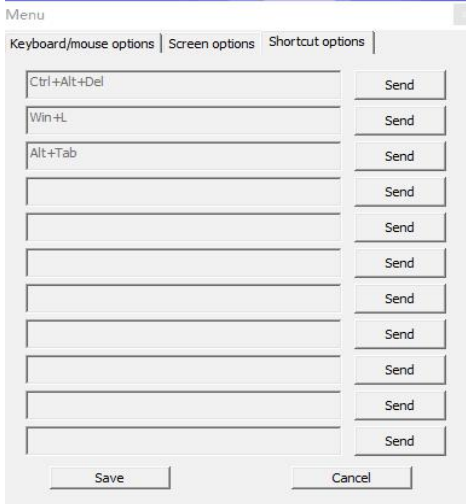 Menu
Keyboard/mouse options Screen options Shortcut options
Ctrl+Alt+Del Send
Win+L Send
Alt+Tab Send
Send
Send
Send
Send
Send
Send
Send
Send
Save Cancel